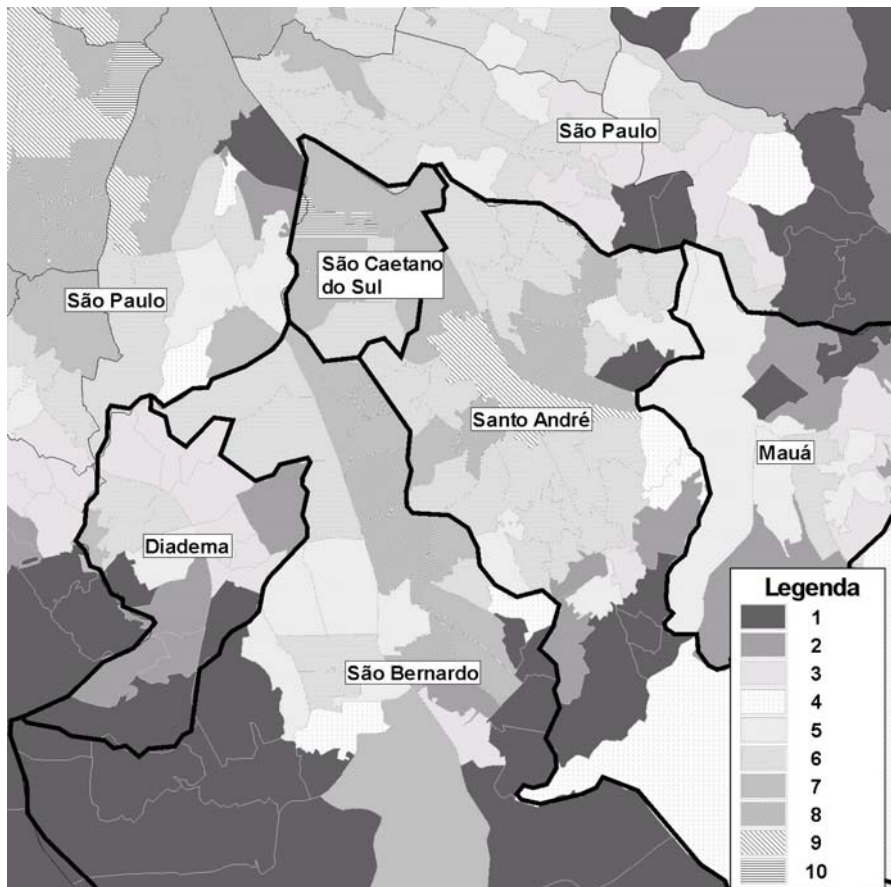 São Paulo
São Caetano
do Sul
São Paulo
Santo André
Mauá
Diadema
São Bernardo
Legenda
1
2
3
4
5
6
7
8
9
10